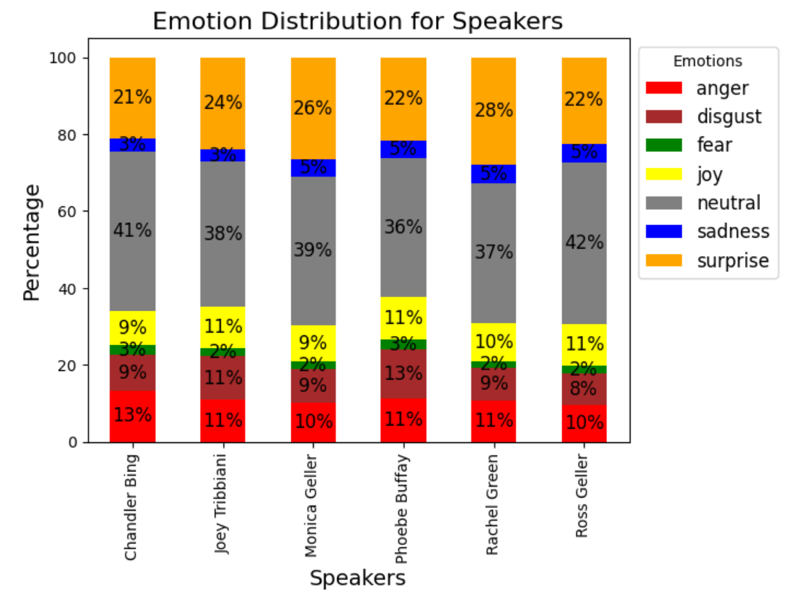 Emotion Distribution for Speakers
Percentage
100
80
60
40
20
0
21%
3%
41%
9%
3%
9%
13%
24%
3%
38%
11%
2%
11%
11%
26%
5%
39%
9%
2%
9%
10%
22%
5%
36%
11%
3%
13%
11%
28%
5%
37%
10%
2%
9%
11%
22%
5%
42%
11%
2%
8%
10%
Chandler Bing
Joey Tribbiani
Monica Geller
Phoebe Buffay
Rachel Green
Ross Geller
Speakers
Emotions
anger
disgust
fear
joy
neutral
sadness
surprise